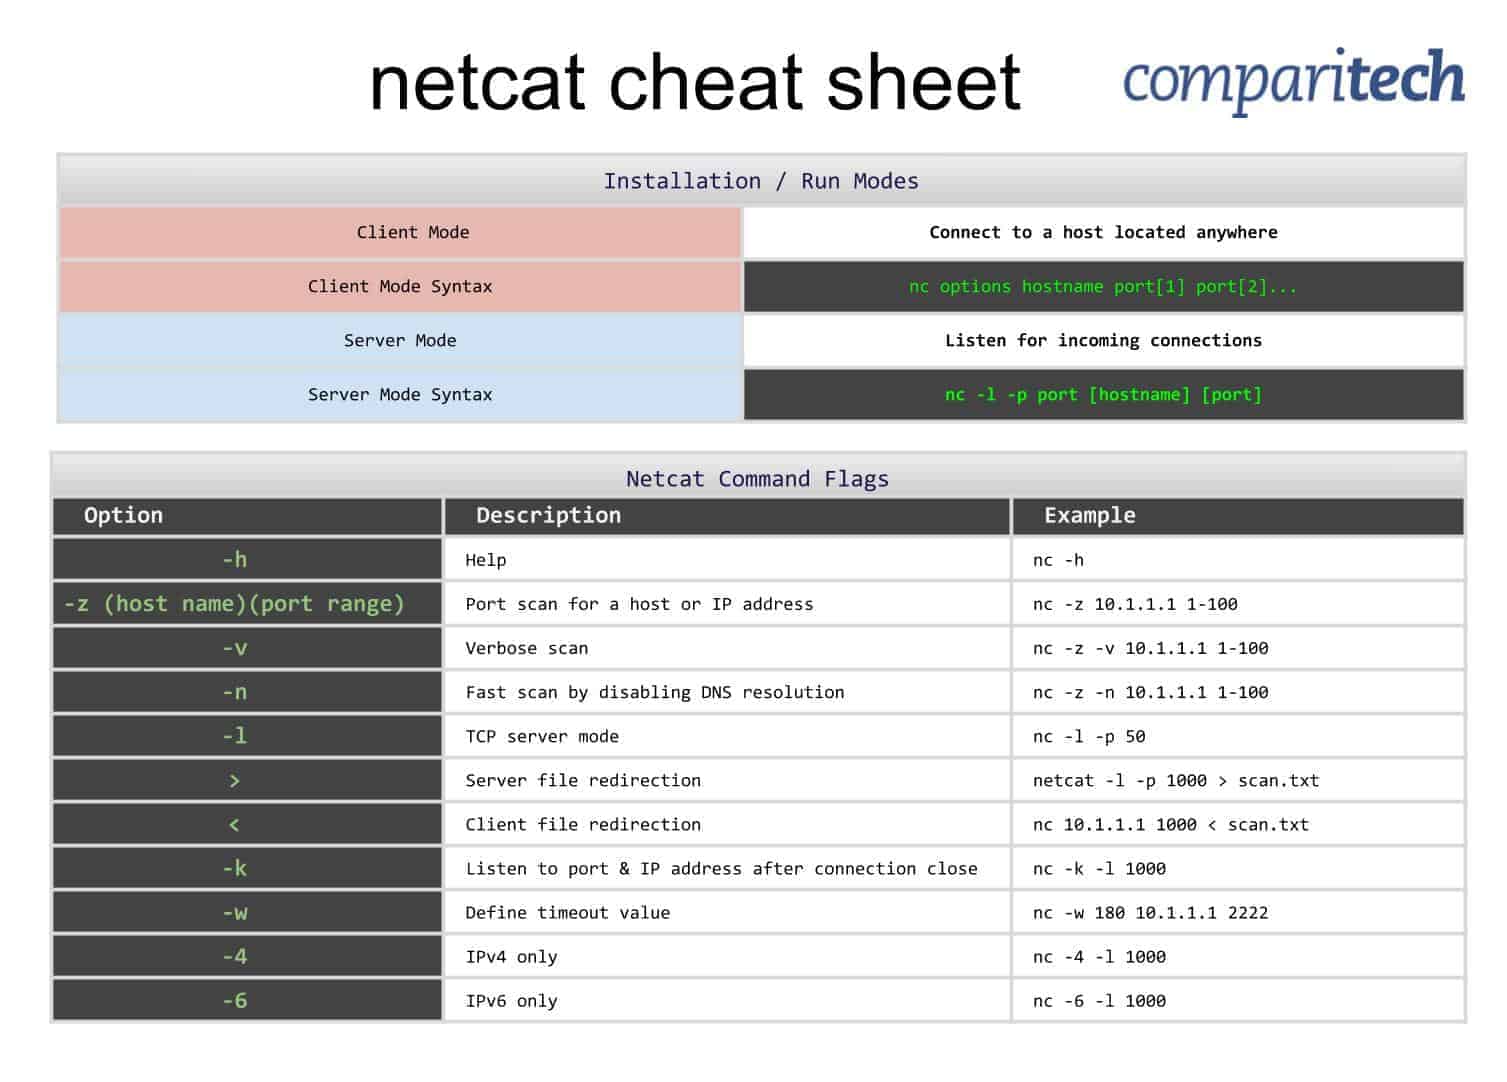 netcat cheat sheet
comparitech
Installation / Run Modes
Client Mode
Connect to a host located anywhere
Client Mode Syntax
nc options hostname port[1] port[2]...
Server Mode
Listen for incoming connections
Server Mode Syntax
nc -l -p port [hostname] [port]
Netcat Command Flags
Option Description Example
-h Help nc -h
-z (host name)(port range) Port scan for a host or IP address nc -z 10.1.1.1 1-100
-v Verbose scan nc -z -v 10.1.1.1 1-100
-n Fast scan by disabling DNS resolution nc -z -n 10.1.1.1 1-100
-l TCP server mode nc -l -p 50
> Server file redirection netcat -l -p 1000 > scan.txt
< Client file redirection nc 10.1.1.1 1000 < scan.txt
-k Listen to port & IP address after connection close nc -k -l 1000
-w Define timeout value nc -w 180 10.1.1.1 2222
-4 IPv4 only nc -4 -l 1000
-6 IPv6 only nc -6 -l 1000